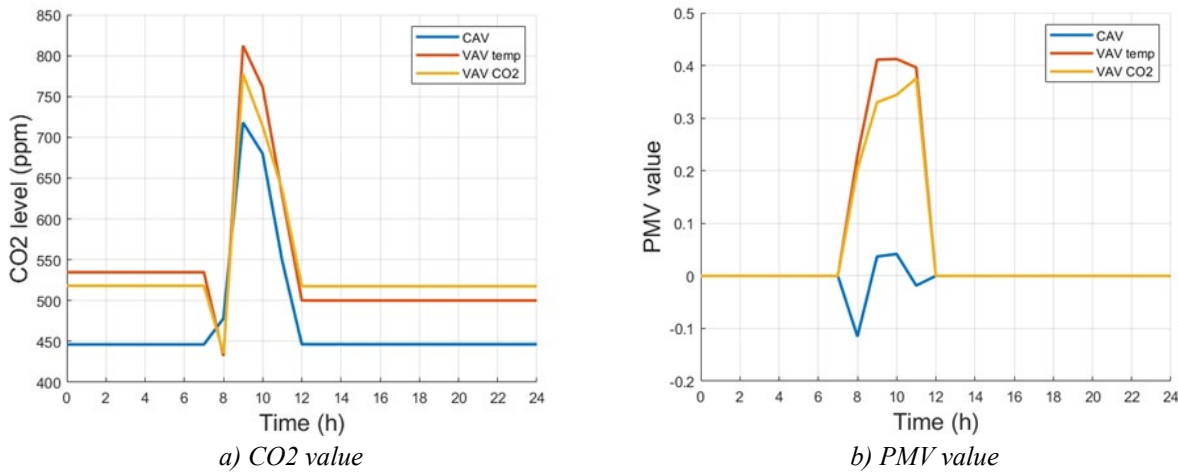 850
800
750
700
650
600
550
500
450
400
CO2 level (ppm)
CAV
VAV temp
VAV CO2
0 2 4 6 8 10 12 14 16 18 20 22 24
Time (h)
a) CO2 value
0.5
0.4
0.3
0.2
0.1
0
-0.1
-0.2
PMV value
CAV
VAV temp
VAV CO2
0 2 4 6 8 10 12 14 16 18 20 22 24
Time (h)
b) PMV value